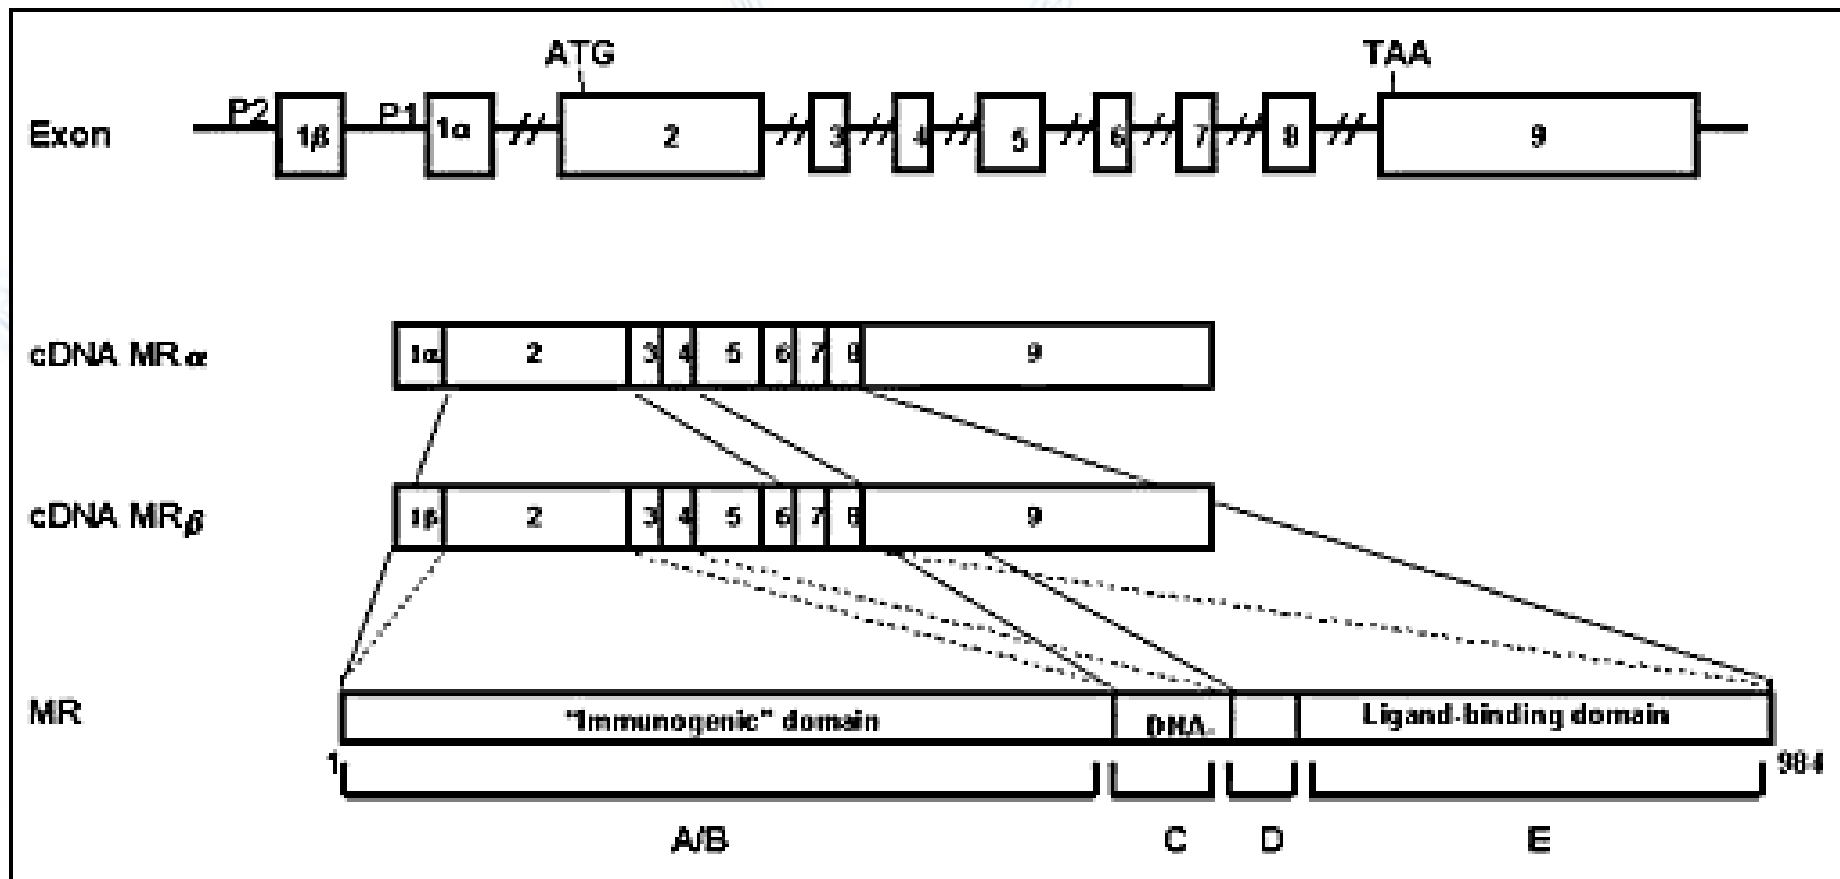 ATG TAA
P2 P1
Exon 1β 1α 2 3 4 5 6 7 8 9
cDNA MRα 1α 2 3 4 5 6 7 8 9
cDNA MRβ 1β 2 3 4 5 6 7 8 9
MR "Immunogenic" domain DNA- Ligand-binding domain
1 984
A/B C D E